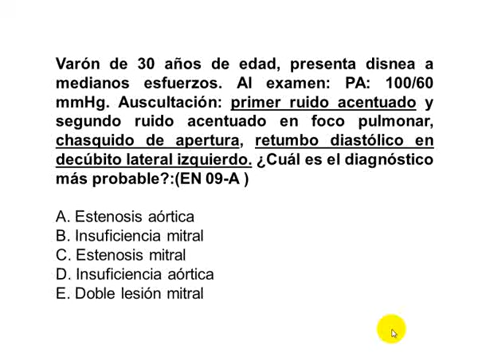 Varón de 30 años de edad, presenta disnea a
medianos esfuerzos. Al examen: PA: 100/60
mmHg. Auscultación: primer ruido acentuado y
segundo ruido acentuado en foco pulmonar,
chasquido de apertura, retumbo diastólico en
decúbito lateral izquierdo. ¿Cuál es el diagnóstico
más probable?:(EN 09-A )
A. Estenosis aórtica
B. Insuficiencia mitral
C. Estenosis mitral
D. Insuficiencia aórtica
E. Doble lesión mitral